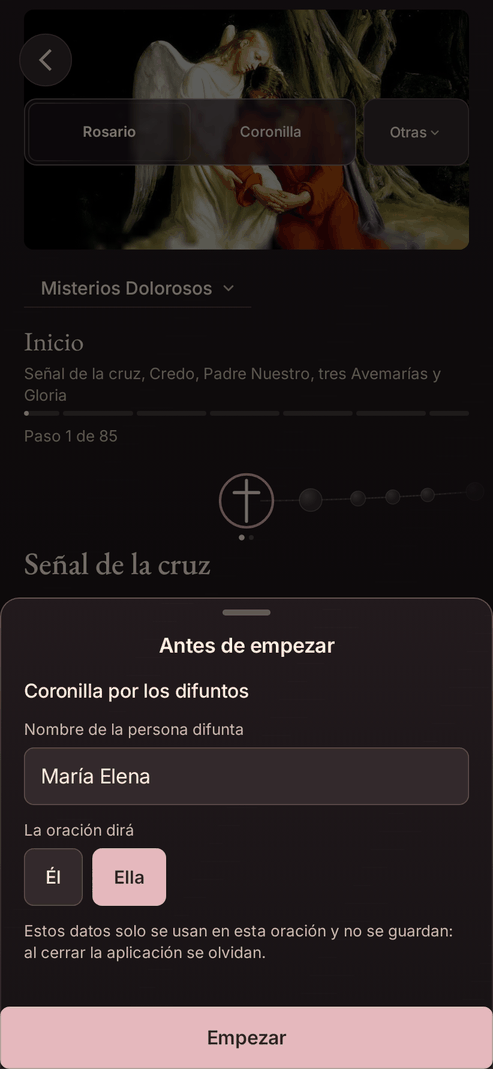 Rosario
Coronilla
Otras
Misterios Dolorosos
Inicio
Señal de la cruz, Credo, Padre Nuestro, tres Avemarías y
Gloria
Paso 1 de 85
Señal de la cruz
Antes de empezar
Coronilla por los difuntos
Nombre de la persona difunta
María Elena
La oración dirá
Él
Ella
Estos datos solo se usan en esta oración y no se guardan:
al cerrar la aplicación se olvidan.
Empezar